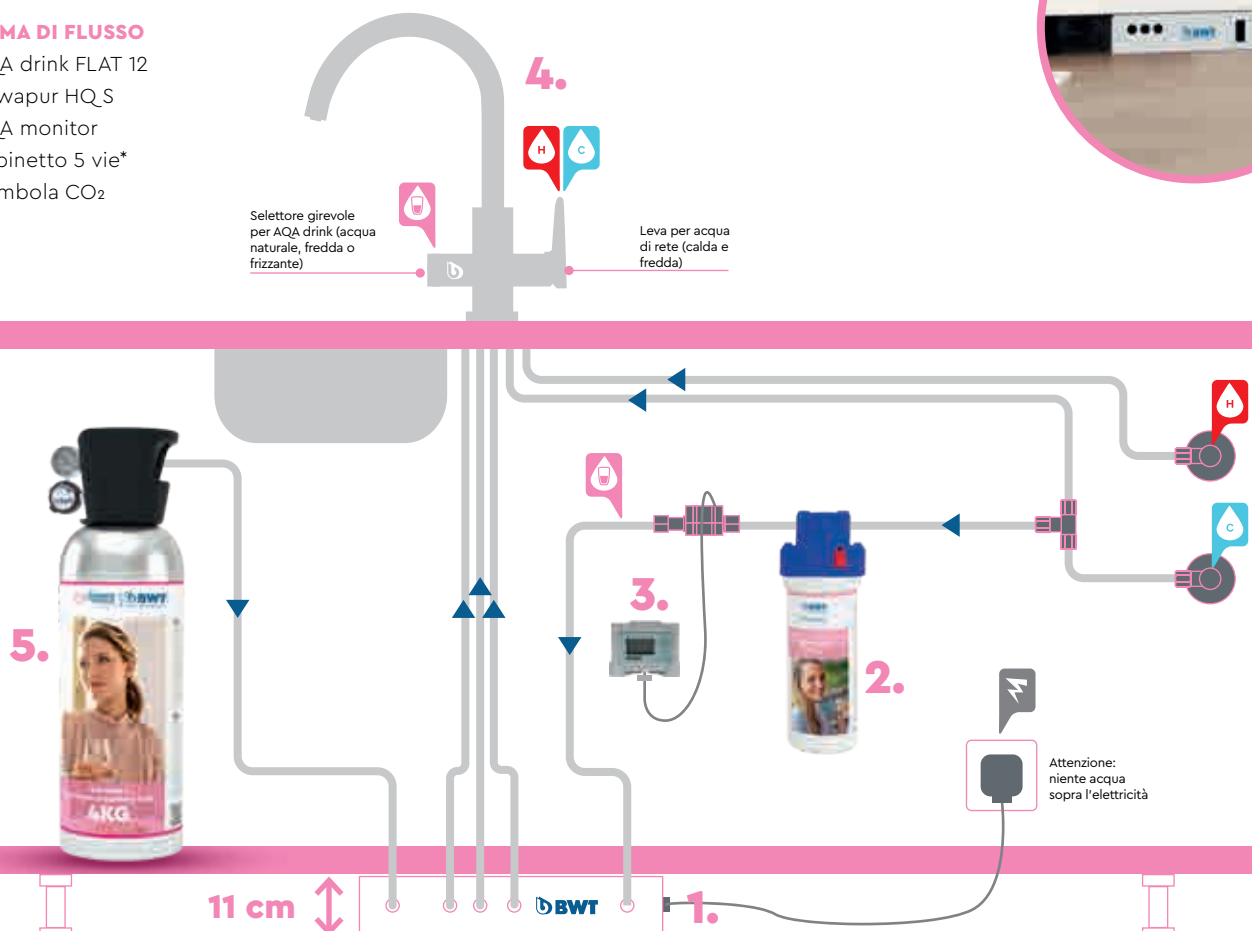 MA DI FLUSSO
A drink FLAT 12
wapur HQ S
A monitor
binetto 5 vie*
mbola CO₂
4.
H
C
Selettore girevole
per AQA drink (acqua
naturale, fredda o
frizzante)
Leva per acqua
di rete (calda e
fredda)
BWT
H
C
5.
BWT
4KG
3.
2.
Attenzione:
niente acqua
sopra l'elettricità
11 cm
BWT
1.